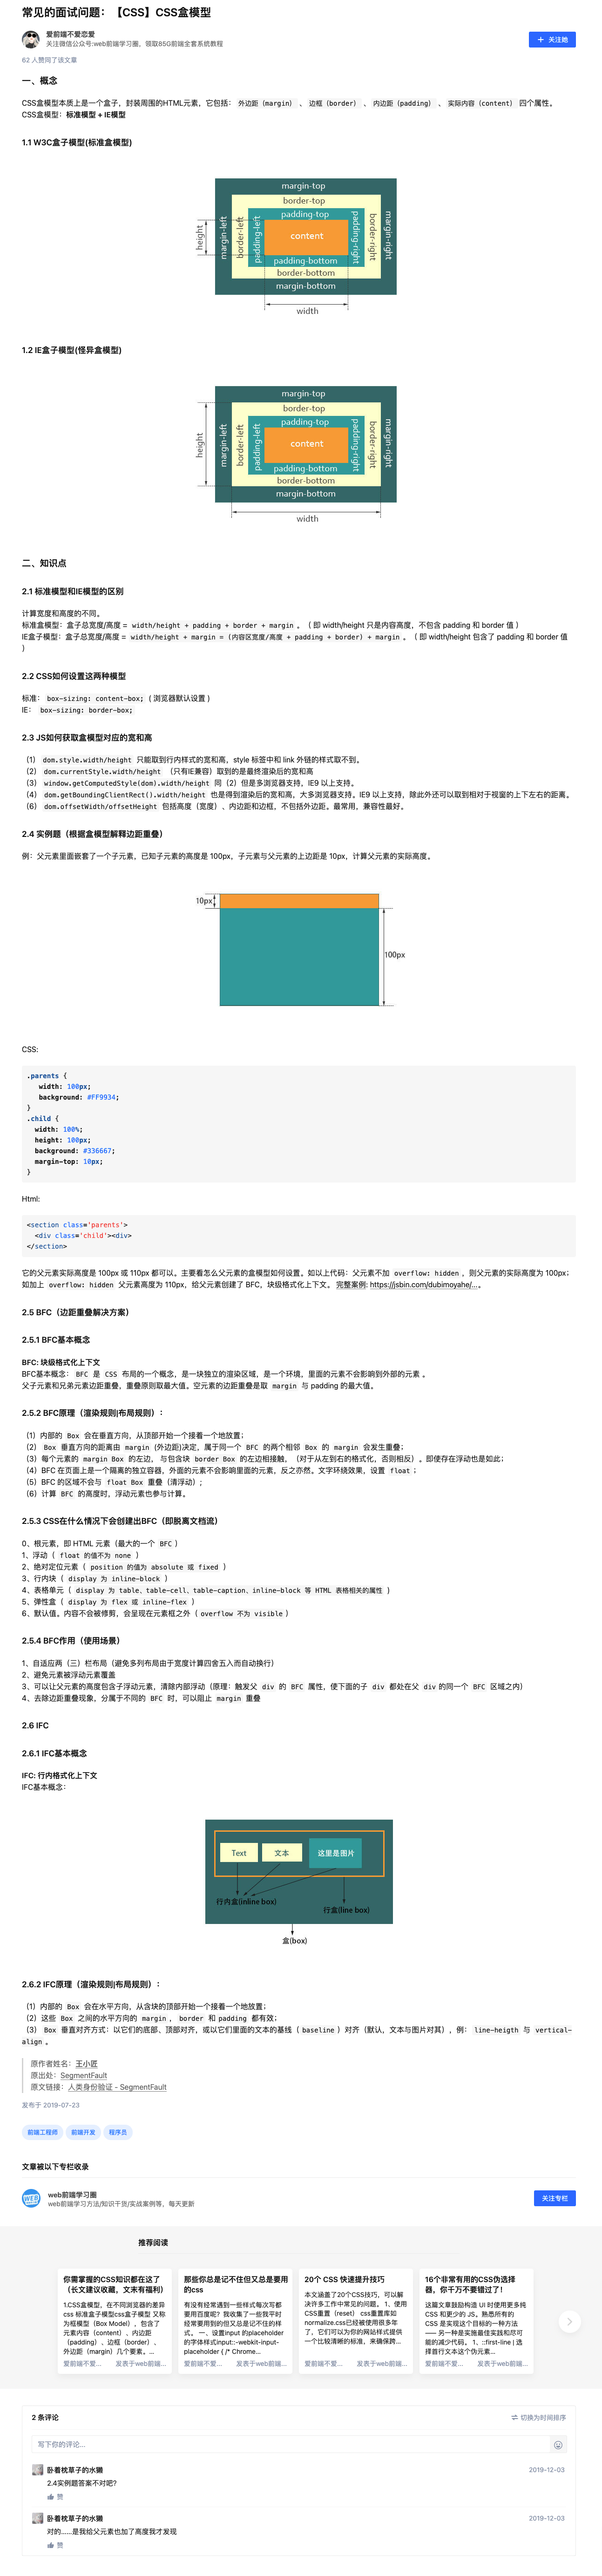 常见的面试问题：【CSS】CSS盒模型
爱前端不爱恋爱
关注微信公众号:web前端学习圈，领取85G前端全套系统教程
＋ 关注她
62 人赞同了该文章
一、概念
CSS盒模型本质上是一个盒子，封装周围的HTML元素，它包括： 外边距（margin） 、 边框（border） 、 内边距（padding） 、 实际内容（content） 四个属性。
CSS盒模型：标准模型 + IE模型
1.1 W3C盒子模型(标准盒模型)
margin-top
border-top
padding-top
height
margin-left
border-left
padding-left
content
padding-right
border-right
margin-right
padding-bottom
border-bottom
margin-bottom
width
1.2 IE盒子模型(怪异盒模型)
margin-top
border-top
padding-top
height
margin-left
border-left
padding-left
content
padding-right
border-right
margin-right
padding-bottom
border-bottom
margin-bottom
width
二、知识点
2.1 标准模型和IE模型的区别
计算宽度和高度的不同。
标准盒模型：盒子总宽度/高度 = width/height + padding + border + margin 。（ 即 width/height 只是内容高度，不包含 padding 和 border 值 ）
IE盒子模型：盒子总宽度/高度 = width/height + margin = (内容区宽度/高度 + padding + border) + margin 。（ 即 width/height 包含了 padding 和 border 值
）
2.2 CSS如何设置这两种模型
标准： box-sizing: content-box; ( 浏览器默认设置 )
IE： box-sizing: border-box;
2.3 JS如何获取盒模型对应的宽和高
（1） dom.style.width/height 只能取到行内样式的宽和高，style 标签中和 link 外链的样式取不到。
（2） dom.currentStyle.width/height （只有IE兼容）取到的是最终渲染后的宽和高
（3） window.getComputedStyle(dom).width/height 同（2）但是多浏览器支持，IE9 以上支持。
（4） dom.getBoundingClientRect().width/height 也是得到渲染后的宽和高，大多浏览器支持。IE9 以上支持，除此外还可以取到相对于视窗的上下左右的距离。
（6） dom.offsetWidth/offsetHeight 包括高度（宽度）、内边距和边框，不包括外边距。最常用，兼容性最好。
2.4 实例题（根据盒模型解释边距重叠）
例：父元素里面嵌套了一个子元素，已知子元素的高度是 100px，子元素与父元素的上边距是 10px，计算父元素的实际高度。
10px
100px
CSS:
.parents {
width: 100px;
background: #FF9934;
}
.child {
width: 100%;
height: 100px;
background: #336667;
margin-top: 10px;
}
Html:
<section class='parents'>
<div class='child'><div>
</section>
它的父元素实际高度是 100px 或 110px 都可以。主要看怎么父元素的盒模型如何设置。如以上代码：父元素不加 overflow: hidden ，则父元素的实际高度为 100px；
如加上 overflow: hidden 父元素高度为 110px，给父元素创建了 BFC，块级格式化上下文。 完整案例: https://jsbin.com/dubimoyahe/...。
2.5 BFC（边距重叠解决方案）
2.5.1 BFC基本概念
BFC: 块级格式化上下文
BFC基本概念： BFC 是 CSS 布局的一个概念，是一块独立的渲染区域，是一个环境，里面的元素不会影响到外部的元素 。
父子元素和兄弟元素边距重叠，重叠原则取最大值。空元素的边距重叠是取 margin 与 padding 的最大值。
2.5.2 BFC原理（渲染规则|布局规则）：
（1）内部的 Box 会在垂直方向，从顶部开始一个接着一个地放置；
（2） Box 垂直方向的距离由 margin (外边距)决定，属于同一个 BFC 的两个相邻 Box 的 margin 会发生重叠；
（3）每个元素的 margin Box 的左边， 与包含块 border Box 的左边相接触，（对于从左到右的格式化，否则相反）。即使存在浮动也是如此；
（4）BFC 在页面上是一个隔离的独立容器，外面的元素不会影响里面的元素，反之亦然。文字环绕效果，设置 float；
（5）BFC 的区域不会与 float Box 重叠（清浮动）;
（6）计算 BFC 的高度时，浮动元素也参与计算。
2.5.3 CSS在什么情况下会创建出BFC（即脱离文档流）
0、根元素，即 HTML 元素（最大的一个 BFC ）
1、浮动（ float 的值不为 none ）
2、绝对定位元素（ position 的值为 absolute 或 fixed ）
3、行内块（ display 为 inline-block ）
4、表格单元（ display 为 table、table-cell、table-caption、inline-block 等 HTML 表格相关的属性 )
5、弹性盒（ display 为 flex 或 inline-flex ）
6、默认值。内容不会被修剪，会呈现在元素框之外（ overflow 不为 visible ）
2.5.4 BFC作用（使用场景）
1、自适应两（三）栏布局（避免多列布局由于宽度计算四舍五入而自动换行）
2、避免元素被浮动元素覆盖
3、可以让父元素的高度包含子浮动元素，清除内部浮动（原理：触发父 div 的 BFC 属性，使下面的子 div 都处在父 div 的同一个 BFC 区域之内）
4、去除边距重叠现象，分属于不同的 BFC 时，可以阻止 margin 重叠
2.6 IFC
2.6.1 IFC基本概念
IFC: 行内格式化上下文
IFC基本概念：
Text
文本
这里是图片
行内盒(inline box)
行盒(line box)
盒(box)
2.6.2 IFC原理（渲染规则|布局规则）：
（1）内部的 Box 会在水平方向，从含块的顶部开始一个接着一个地放置；
（2）这些 Box 之间的水平方向的 margin ， border 和 padding 都有效；
（3） Box 垂直对齐方式：以它们的底部、顶部对齐，或以它们里面的文本的基线（ baseline ）对齐（默认，文本与图片对其），例： line-heigth 与 vertical-
align 。
原作者姓名：王小匠
原出处：SegmentFault
原文链接：人类身份验证 - SegmentFault
发布于 2019-07-23
前端工程师 前端开发 程序员
文章被以下专栏收录
WEB
web前端学习圈
web前端学习方法/知识干货/实战案例等，每天更新
关注专栏
推荐阅读
你需掌握的CSS知识都在这了
（长文建议收藏，文末有福利）
1.CSS盒模型，在不同浏览器的差异
css 标准盒子模型css盒子模型 又称
为框模型（Box Model），包含了
元素内容（content）、内边距
（padding）、边框（border）、
外边距（margin）几个要素。…
爱前端不爱... 发表于web前端...
那些你总是记不住但又总是要用
的css
有没有经常遇到一些样式每次写都
要用百度呢？我收集了一些我平时
经常要用到的但又总是记不住的样
式。 一、设置input 的placeholder
的字体样式input::-webkit-input-
placeholder { /* Chrome…
爱前端不爱... 发表于web前端...
20个 CSS 快速提升技巧
本文涵盖了20个CSS技巧，可以解
决许多工作中常见的问题。 1、使用
CSS重置（reset） css重置库如
normalize.css已经被使用很多年
了，它们可以为你的网站样式提供
一个比较清晰的标准，来确保跨…
爱前端不爱... 发表于web前端...
16个非常有用的CSS伪选择
器，你千万不要错过了！
这篇文章鼓励构造 UI 时使用更多纯
CSS 和更少的 JS。熟悉所有的
CSS 是实现这个目标的一种方法
—— 另一种是实施最佳实践和尽可
能的减少代码。 1、::first-line | 选
择首行文本这个伪元素…
爱前端不爱... 发表于web前端...
2 条评论
切换为时间排序
写下你的评论...
卧着枕草子的水獭
2019-12-03
2.4实例题答案不对吧?
赞
卧着枕草子的水獭
2019-12-03
对的……是我给父元素也加了高度我才发现
赞